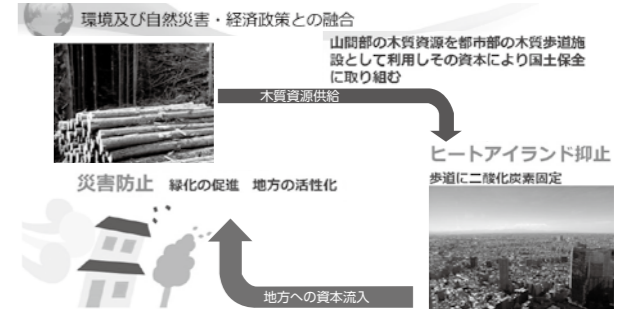 環境及び自然災害・経済政策との融合
山間部の木質資源を都市部の木質歩道施
設として利用しその資本により国土保全
に取り組む
木質資源供給
ヒートアイランド抑止
歩道に二酸化炭素固定
災害防止 緑化の促進 地方の活性化
地方への資本流入